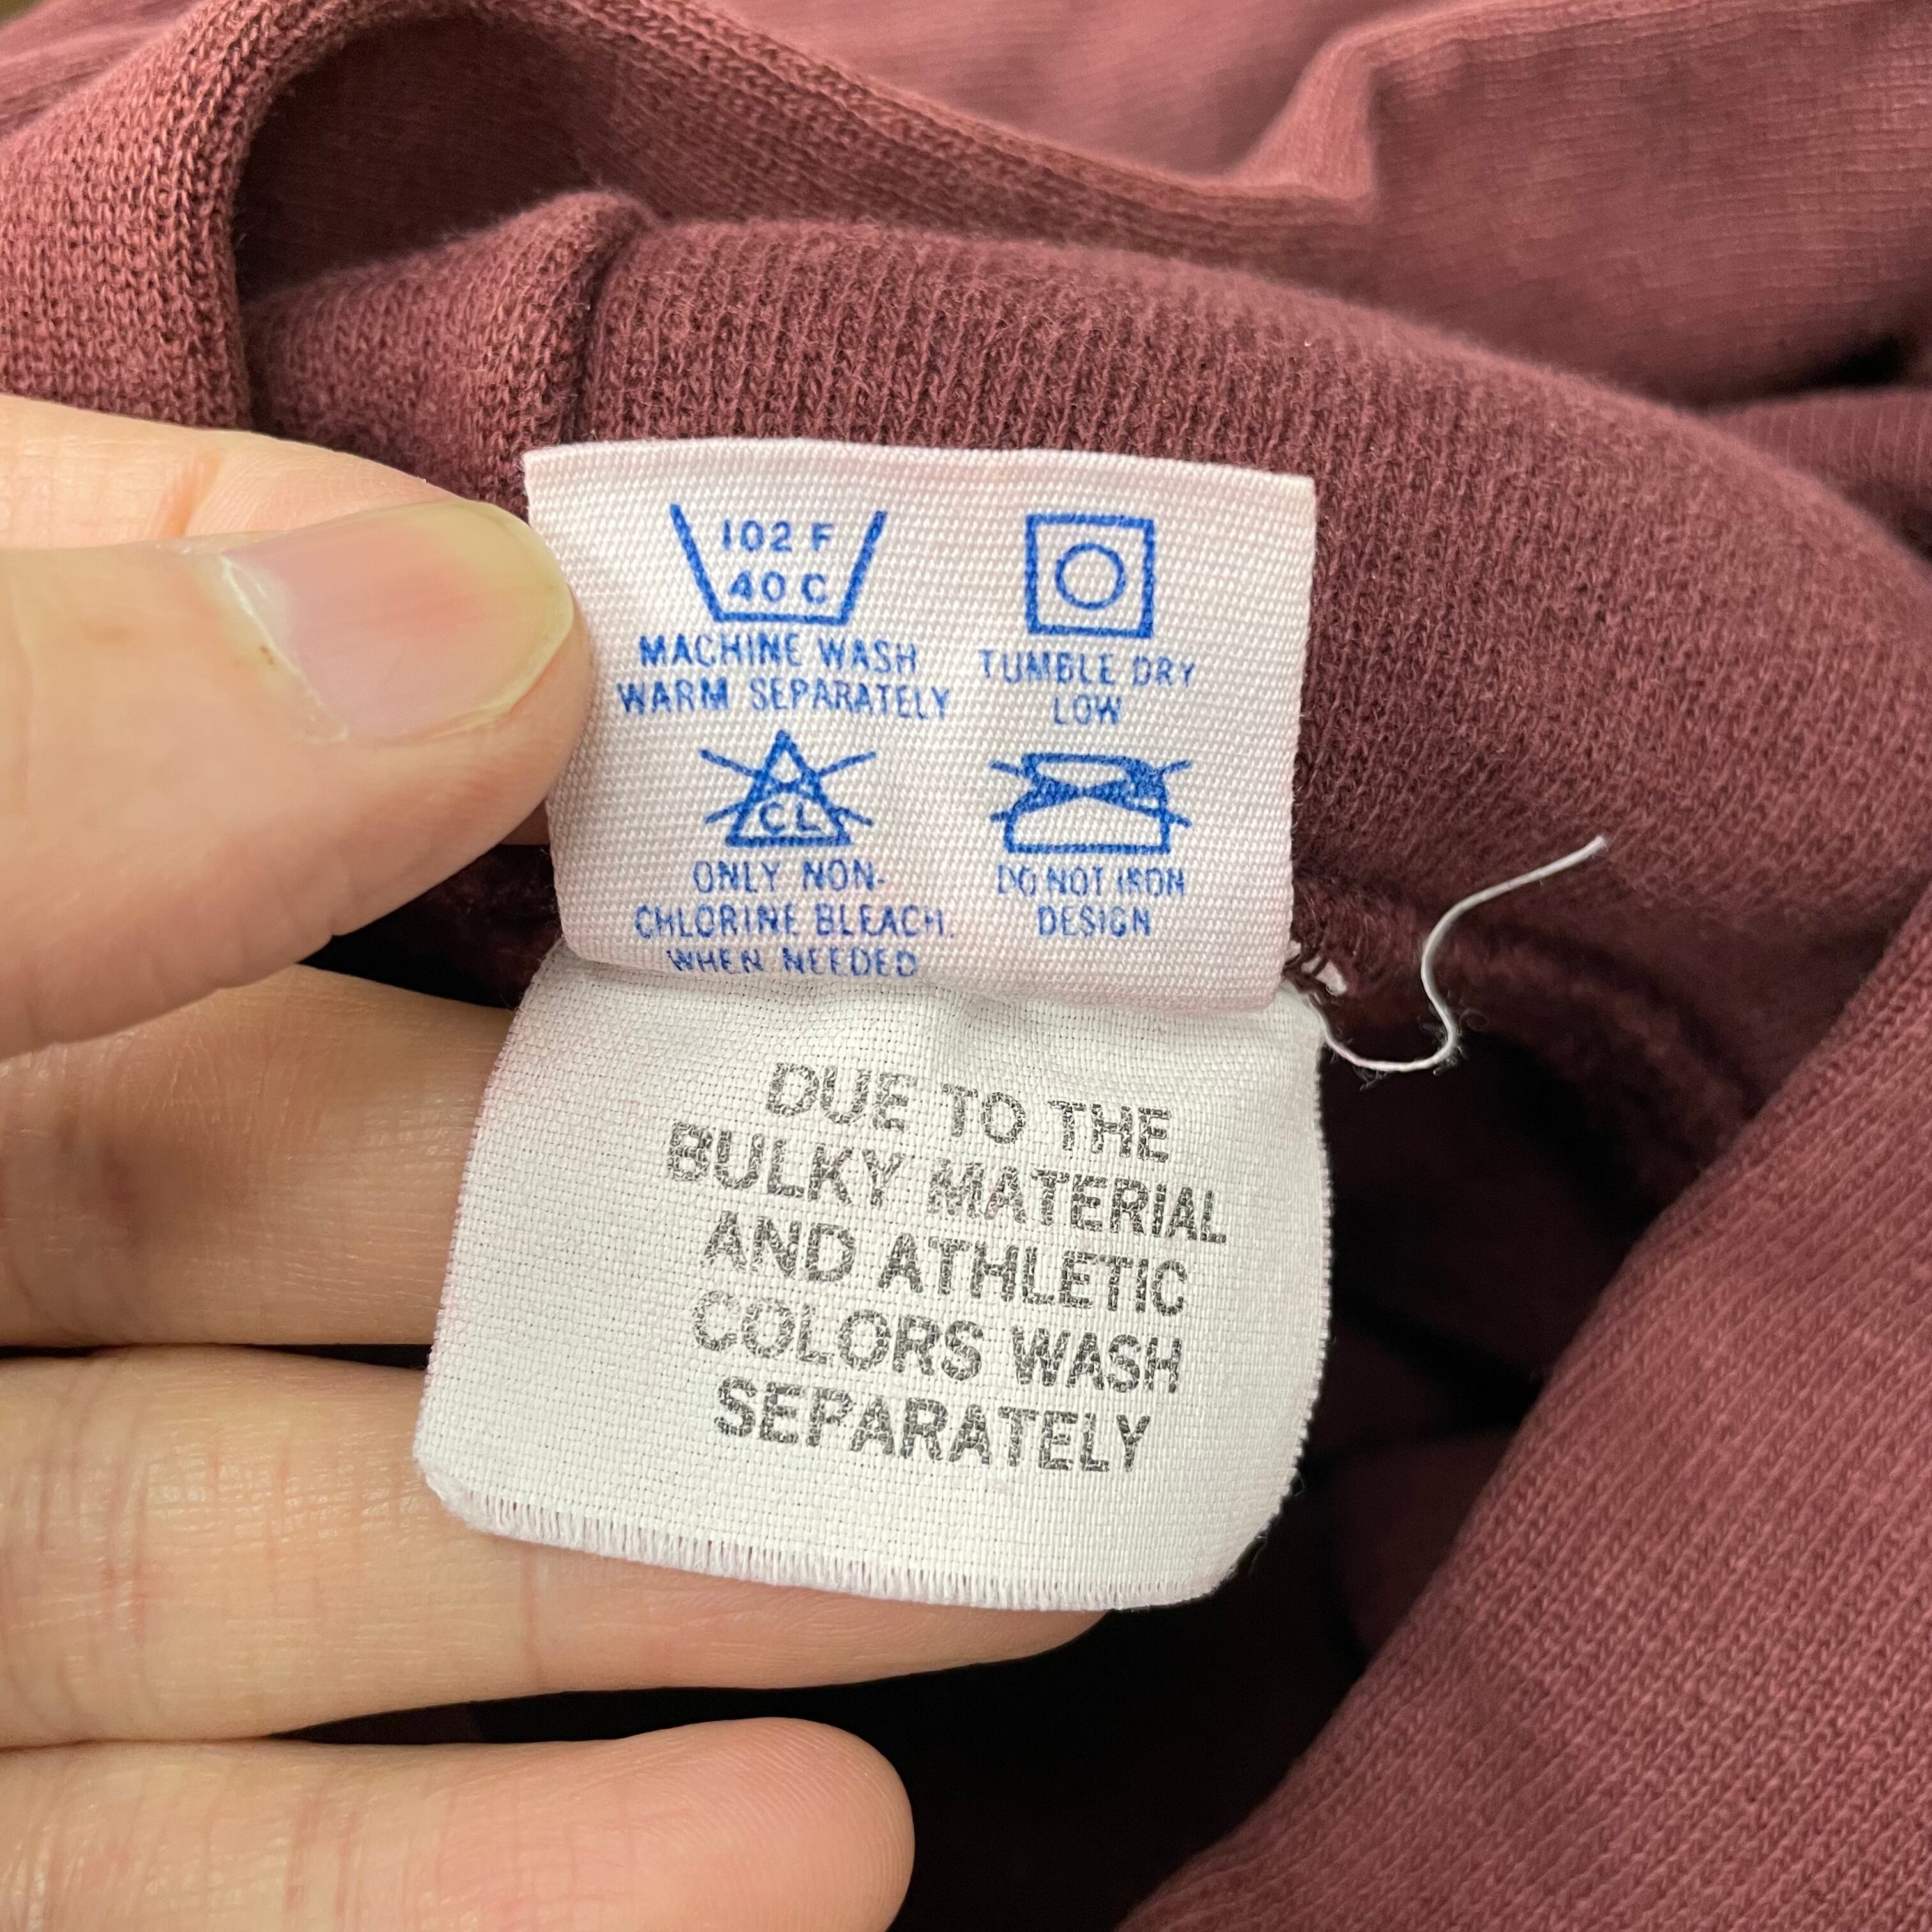 102 F
40 C
MACHINE WASH
WARM SEPARATELY
TUMBLE DRY
LOW
CL
ONLY NON-
CHLORINE BLEACH.
WHEN NEEDED
DO NOT IRON
DESIGN
DUE TO THE
BULKY MATERIAL
AND ATHLETIC
COLORS WASH
SEPARATELY